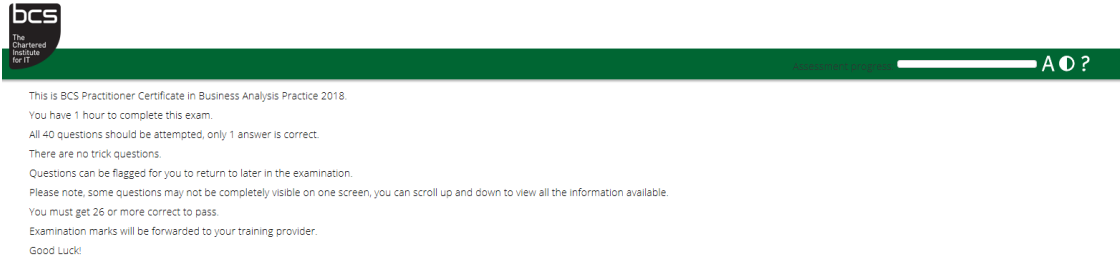 bcs
The
Chartered
Institute
for IT
Assessment progress:
A ?
This is BCS Practitioner Certificate in Business Analysis Practice 2018.
You have 1 hour to complete this exam.
All 40 questions should be attempted, only 1 answer is correct.
There are no trick questions.
Questions can be flagged for you to return to later in the examination.
Please note, some questions may not be completely visible on one screen, you can scroll up and down to view all the information available.
You must get 26 or more correct to pass.
Examination marks will be forwarded to your training provider.
Good Luck!